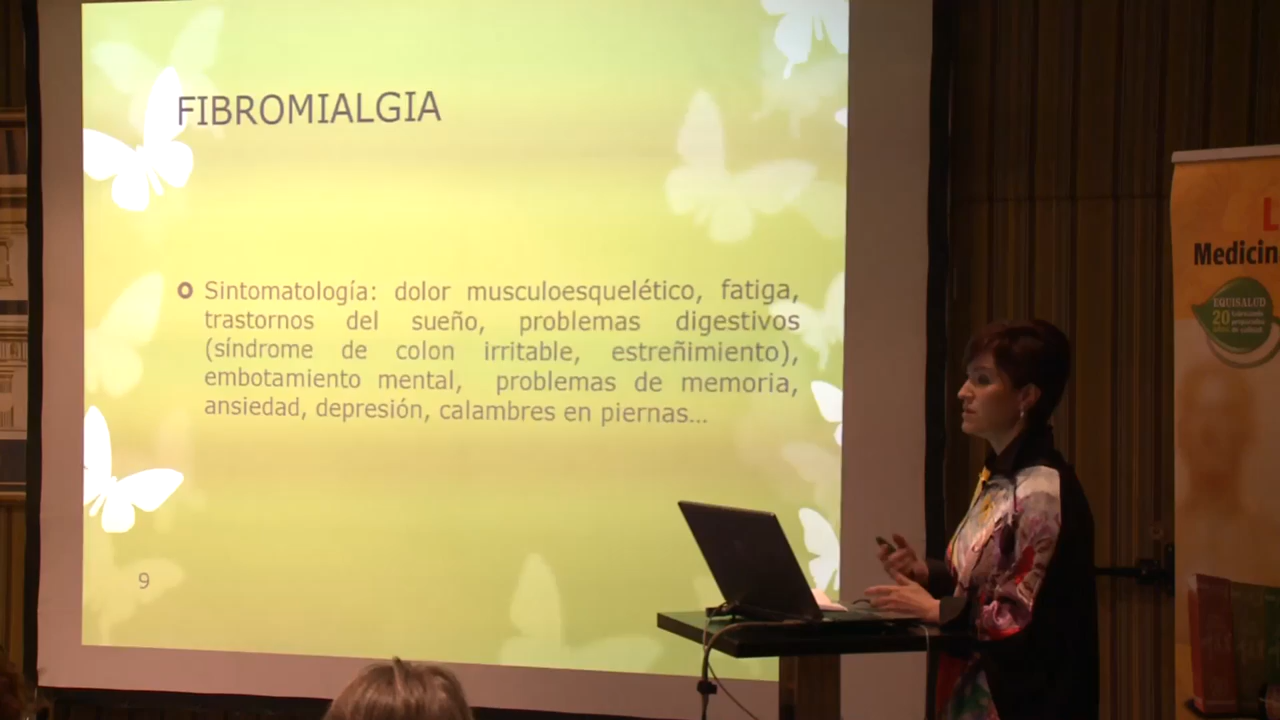 FIBROMIALGIA
Sintomatología: dolor musculoesquelético, fatiga,
trastornos del sueño, problemas digestivos
(síndrome de colon irritable, estreñimiento),
embotamiento mental, problemas de memoria,
ansiedad, depresión, calambres en piernas...
9
L
Medicin
EQUISALUD
20